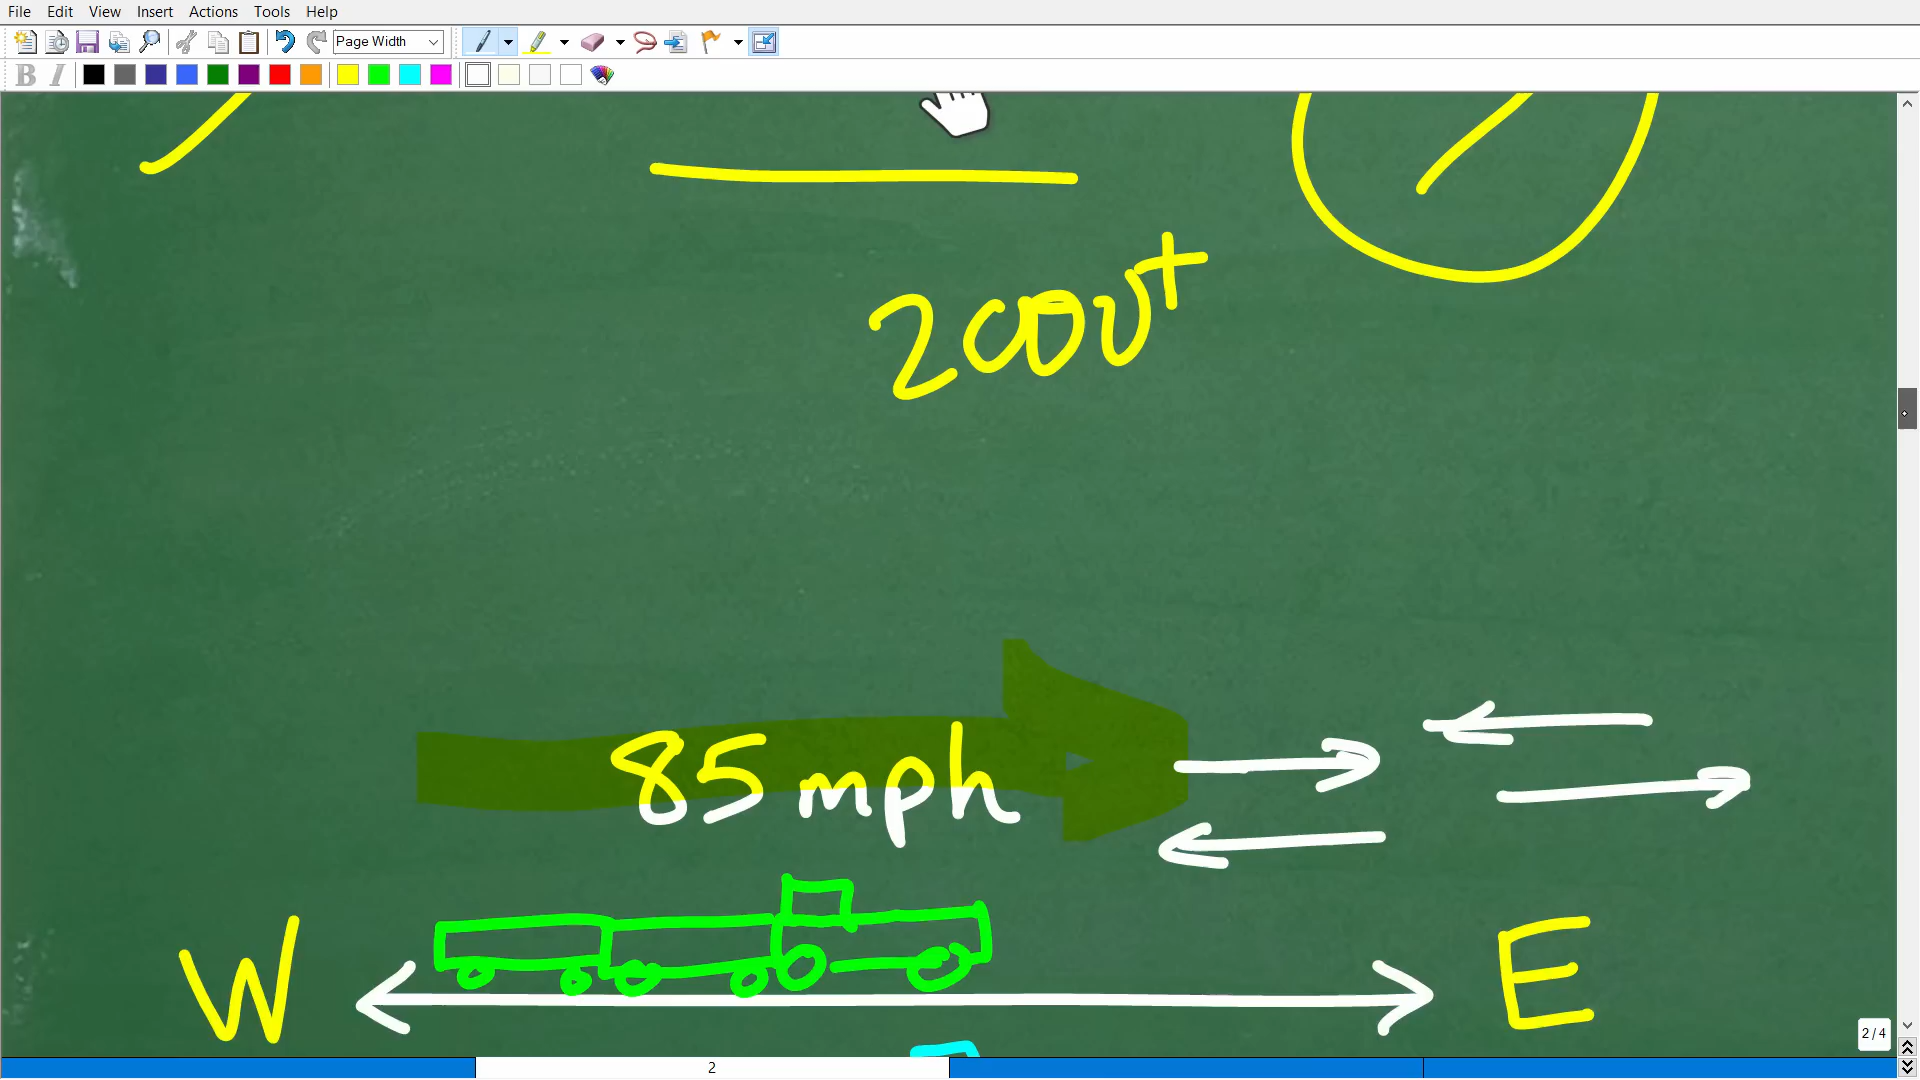 File Edit View Insert Actions Tools Help
Page Width
B I
2000+
85 mph
W E
2 / 4
2